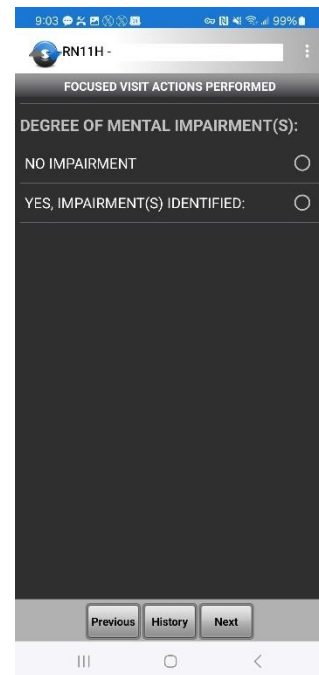 9:03 99%
RN11H -
FOCUSED VISIT ACTIONS PERFORMED
DEGREE OF MENTAL IMPAIRMENT(S):
NO IMPAIRMENT
YES, IMPAIRMENT(S) IDENTIFIED:
Previous History Next